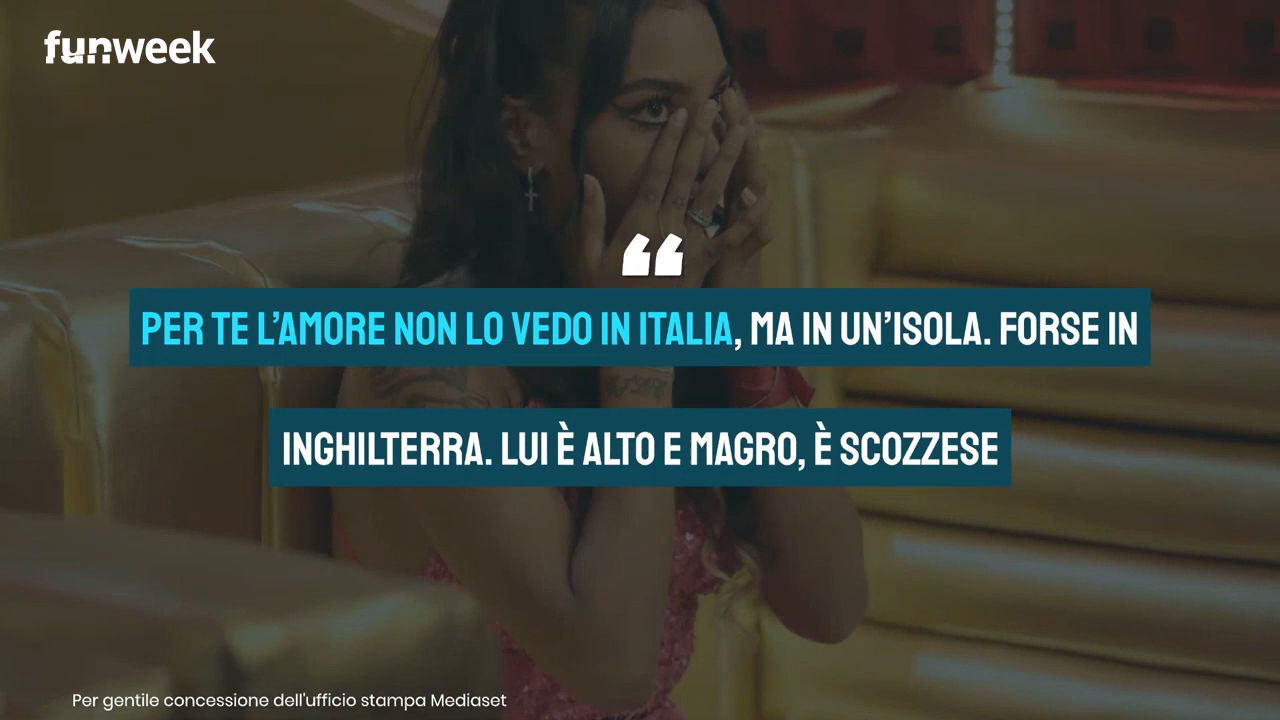 funweek
“
PER TE L’AMORE NON LO VEDO IN ITALIA, MA IN UN’ISOLA. FORSE IN
INGHILTERRA. LUI È ALTO E MAGRO, È SCOZZESE
Per gentile concessione dell'ufficio stampa Mediaset